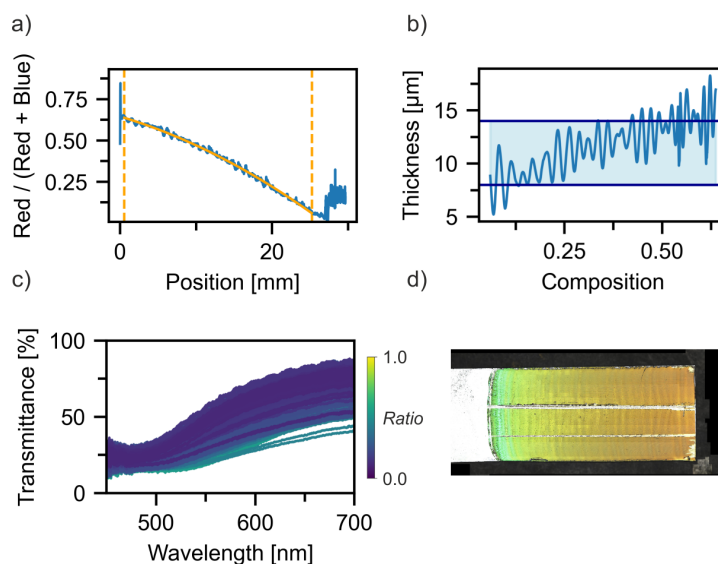 a)
Red / (Red + Blue)
0.75
0.50
0.25
0
20
Position [mm]
b)
Thickness [µm]
15
10
5
0.25
0.50
Composition
c)
Transmittance [%]
100
50
0
500
600
700
Wavelength [nm]
1.0
Ratio
0.0
d)